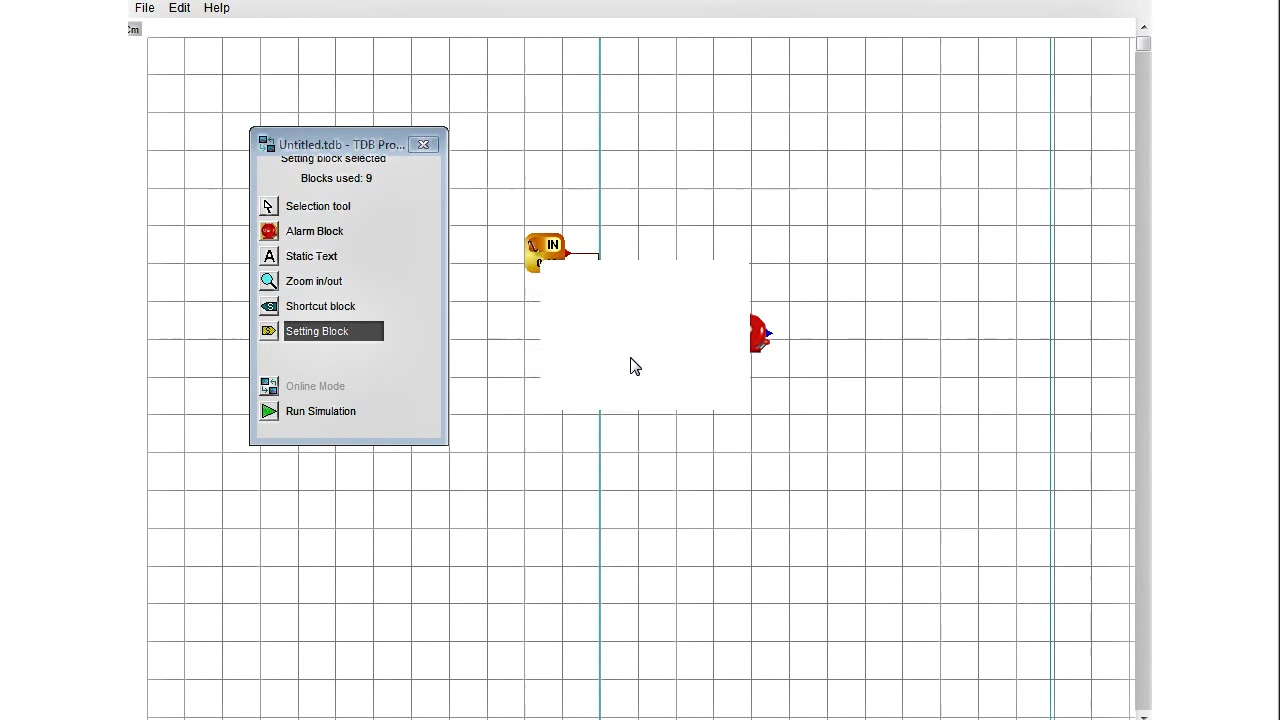 File Edit Help
Cm
Untitled.tdb - TDB Pro...
Setting block selected
Blocks used: 9
Selection tool
Alarm Block
A Static Text
Zoom in/out
Shortcut block
Setting Block
Online Mode
Run Simulation
IN